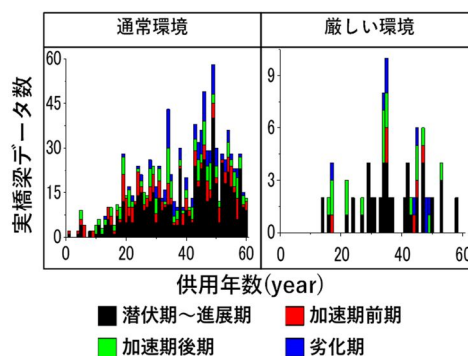 通常環境 厳しい環境
実橋梁データ数
60
45
30
15
0
9
6
3
0
0 20 40 60 0 20 40 60
供用年数(year)
潜伏期～進展期 加速期前期
加速期後期 劣化期